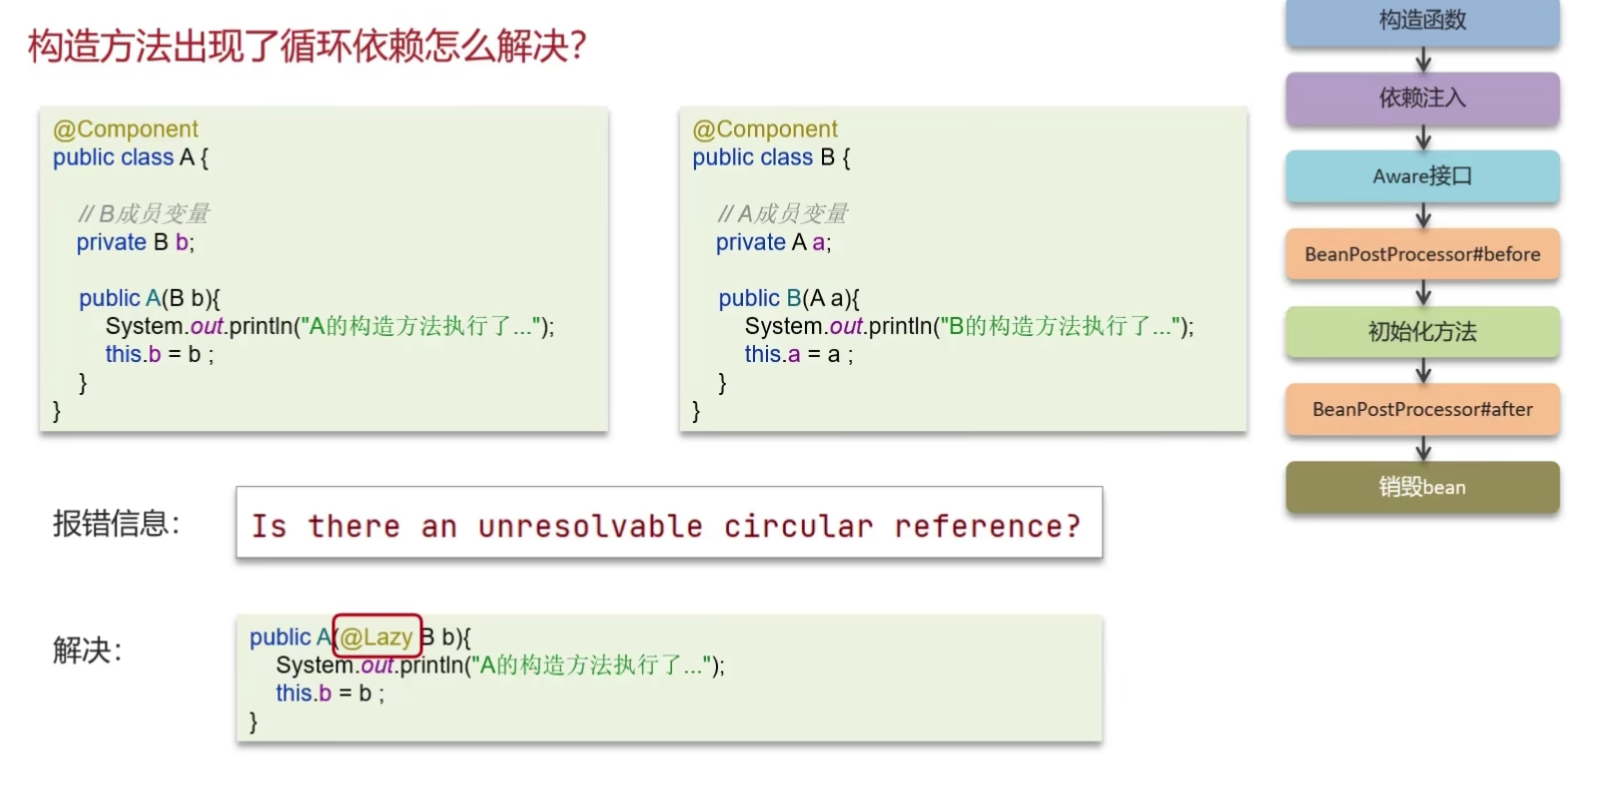 构造方法出现了循环依赖怎么解决？
@Component
public class A {
// B成员变量
private B b;
public A(B b){
System.out.println("A的构造方法执行了...");
this.b = b ;
}
}
@Component
public class B {
// A成员变量
private A a;
public B(A a){
System.out.println("B的构造方法执行了...");
this.a = a ;
}
}
报错信息：
Is there an unresolvable circular reference?
解决：
public A(@Lazy B b){
System.out.println("A的构造方法执行了...");
this.b = b ;
}
构造函数
依赖注入
Aware接口
BeanPostProcessor#before
初始化方法
BeanPostProcessor#after
销毁bean